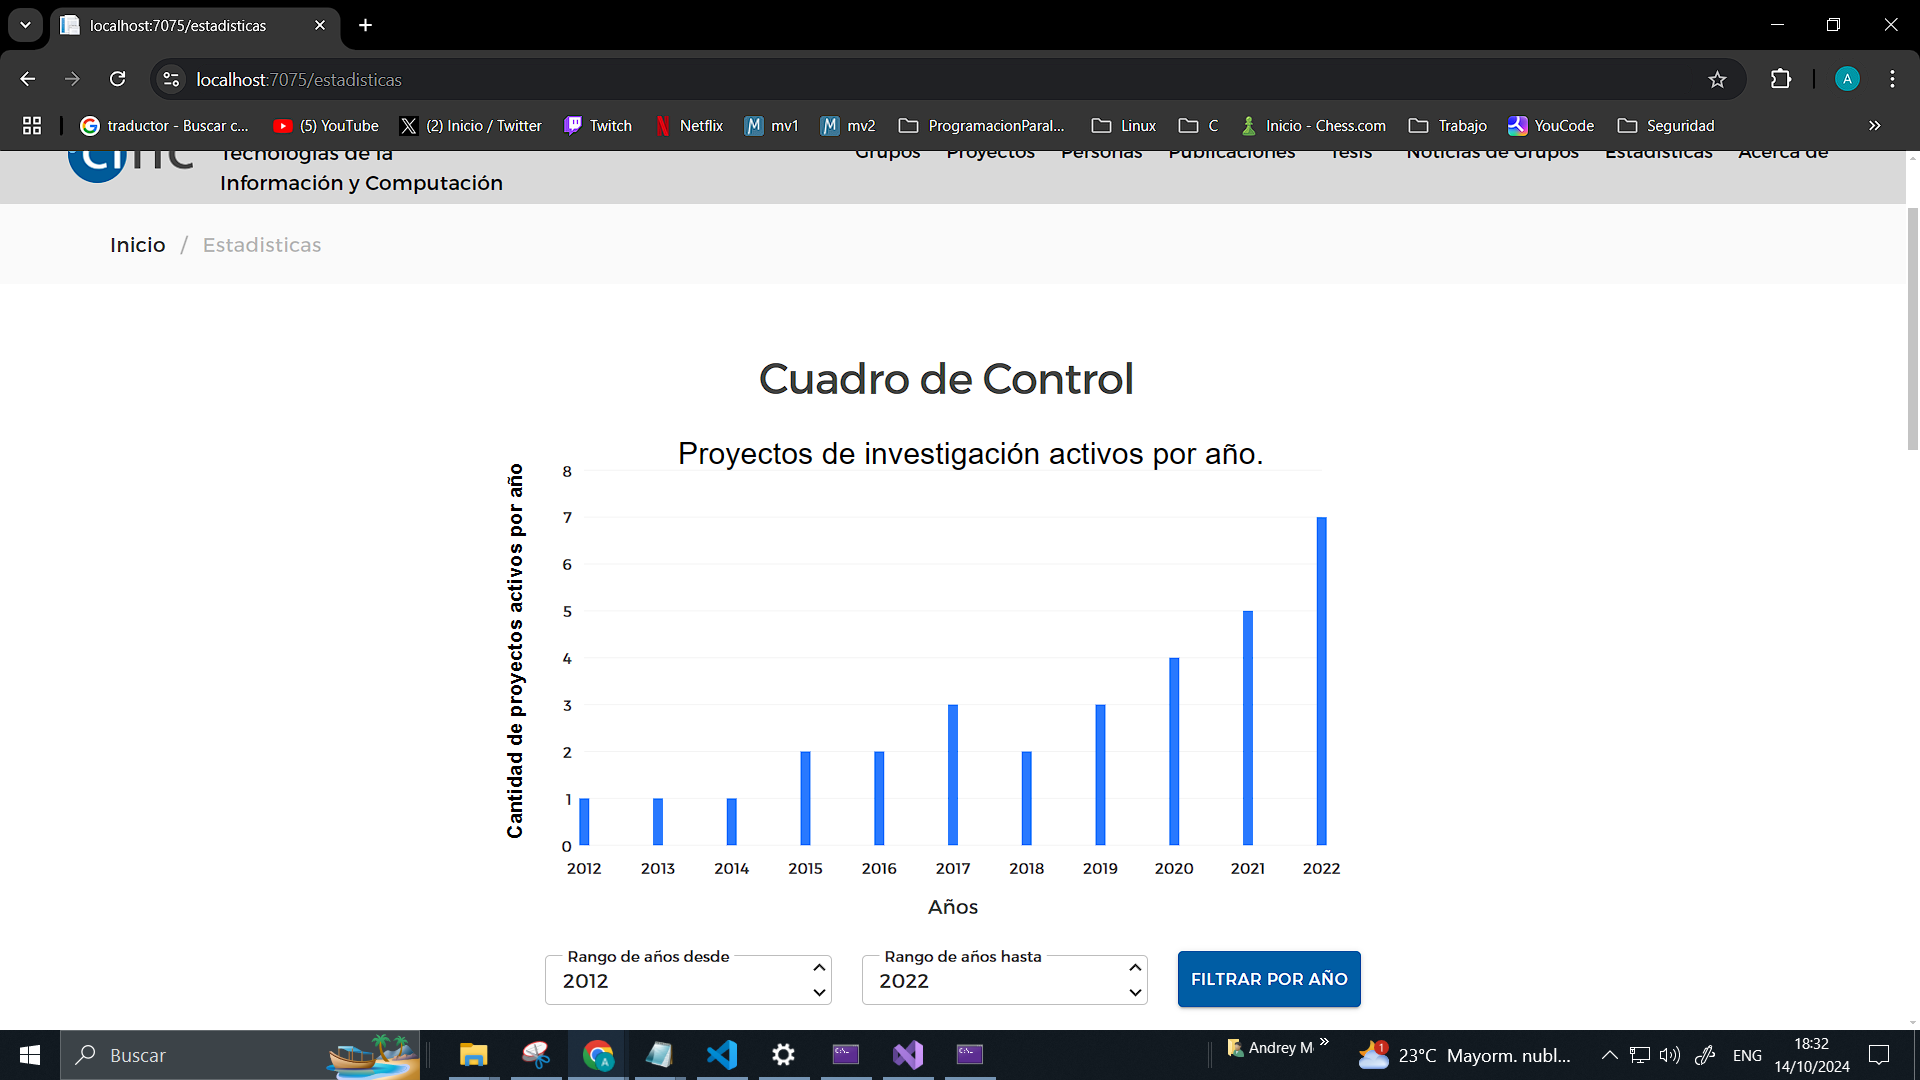 localhost:7075/estadisticas
localhost:7075/estadisticas
A
traductor - Buscar c...
(5) YouTube
(2) Inicio / Twitter
Twitch
Netflix
mv1
mv2
ProgramacionParal...
Linux
C
Inicio - Chess.com
Trabajo
YouCode
Seguridad
Tecnologías de la
Información y Computación
Grupos
Proyectos
Personas
Publicaciones
Tesis
Noticias de Grupos
Estadísticas
Acerca de
Inicio / Estadisticas
Cuadro de Control
Proyectos de investigación activos por año.
Cantidad de proyectos activos por año
8
7
6
5
4
3
2
1
0
2012 2013 2014 2015 2016 2017 2018 2019 2020 2021 2022
Años
Rango de años desde
2012
Rango de años hasta
2022
FILTRAR POR AÑO
Buscar
Andrey M
1
23°C Mayorm. nubl...
ENG
18:32
14/10/2024